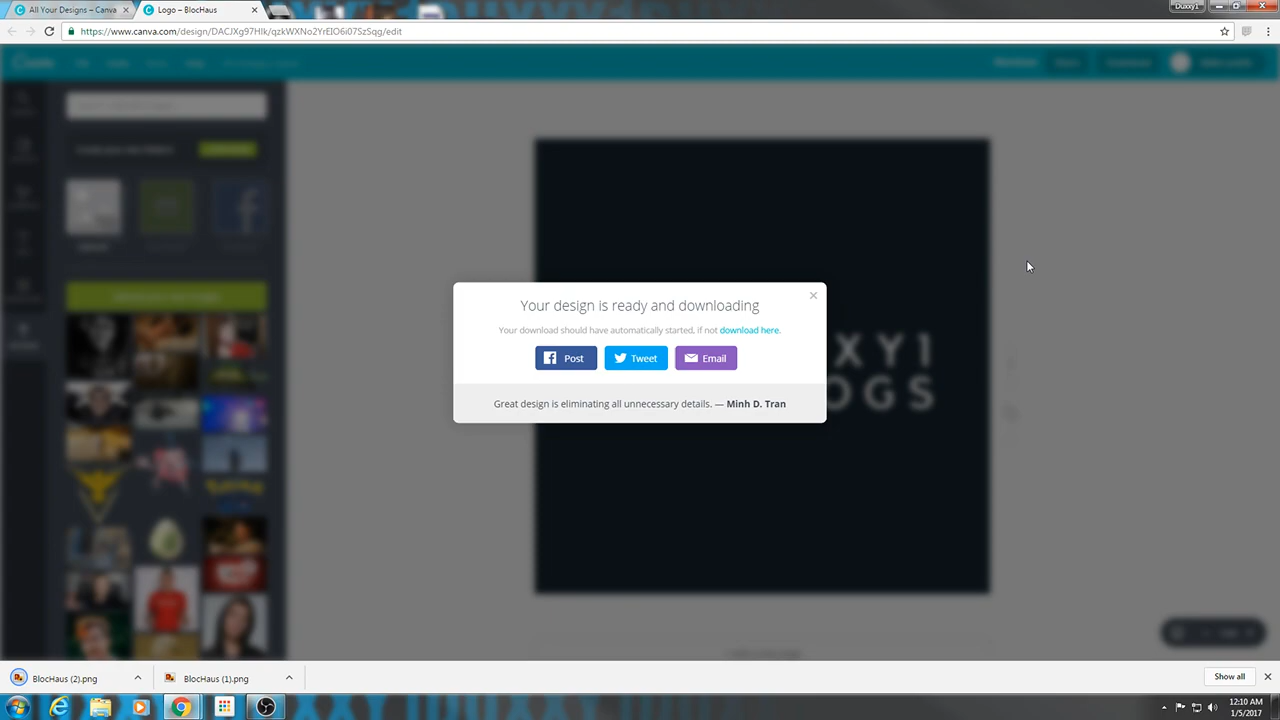 All Your Designs – Canva
Logo – BlocHaus
Duxxy1
https://www.canva.com/design/DACJXg97HIk/qzkWXNo2YrEIO6i07SzSqg/edit
Your design is ready and downloading
Your download should have automatically started, if not download here.
Post
Tweet
Email
Great design is eliminating all unnecessary details. — Minh D. Tran
XY1
OGS
BlocHaus (2).png
BlocHaus (1).png
Show all
12:10 AM
1/5/2017